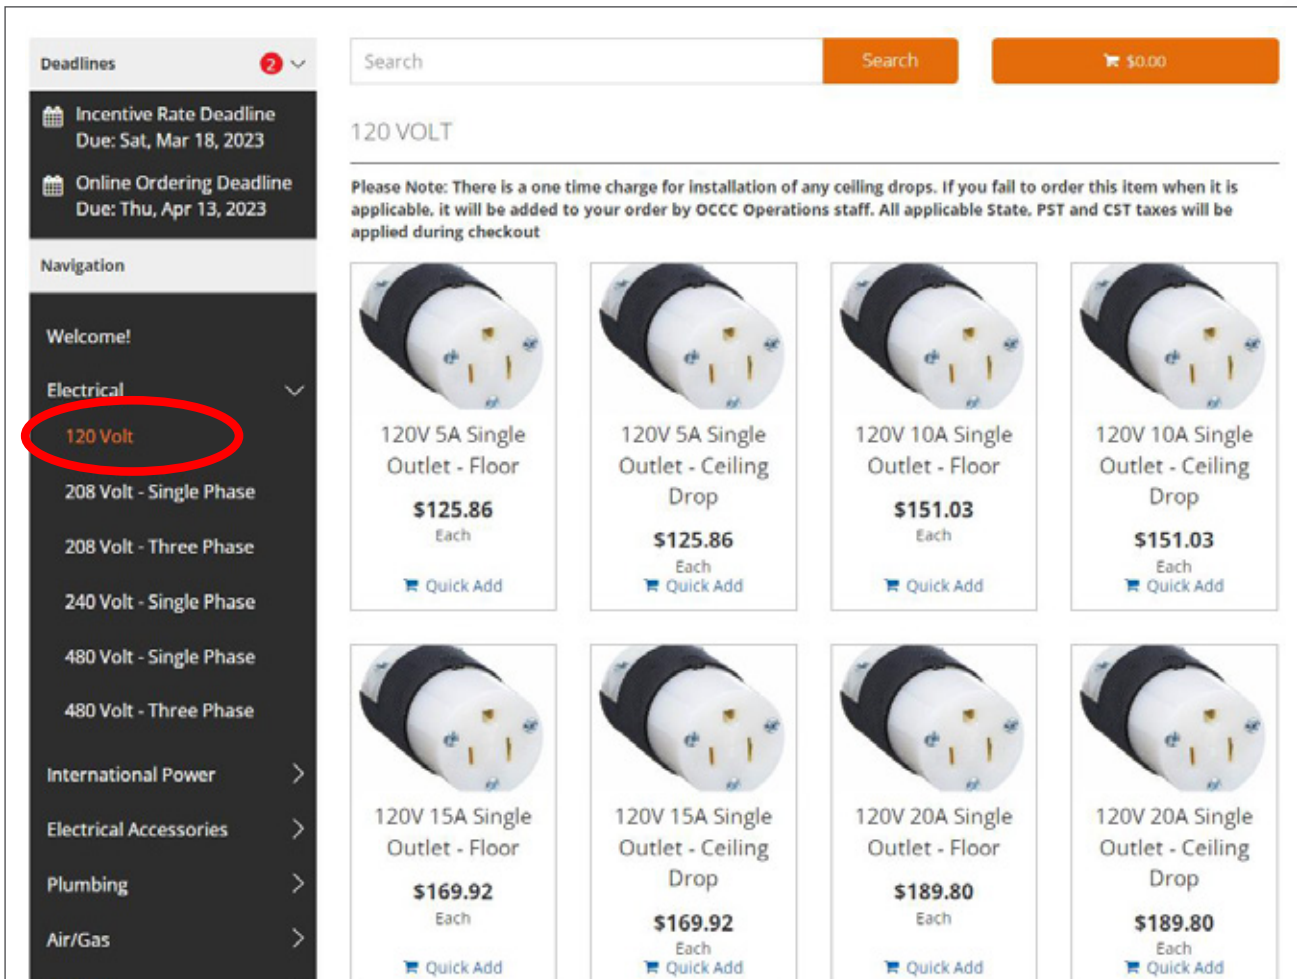 Deadlines 2
Incentive Rate Deadline
Due: Sat, Mar 18, 2023
Online Ordering Deadline
Due: Thu, Apr 13, 2023
Navigation
Welcome!
Electrical
120 Volt
208 Volt - Single Phase
208 Volt - Three Phase
240 Volt - Single Phase
480 Volt - Single Phase
480 Volt - Three Phase
International Power
Electrical Accessories
Plumbing
Air/Gas
Search Search $0.00
120 VOLT
Please Note: There is a one time charge for installation of any ceiling drops. If you fail to order this item when it is
applicable, it will be added to your order by OCCC Operations staff. All applicable State, PST and CST taxes will be
applied during checkout
120V 5A Single
Outlet - Floor
$125.86
Each
Quick Add
120V 5A Single
Outlet - Ceiling
Drop
$125.86
Each
Quick Add
120V 10A Single
Outlet - Floor
$151.03
Each
Quick Add
120V 10A Single
Outlet - Ceiling
Drop
$151.03
Each
Quick Add
120V 15A Single
Outlet - Floor
$169.92
Each
Quick Add
120V 15A Single
Outlet - Ceiling
Drop
$169.92
Each
Quick Add
120V 20A Single
Outlet - Floor
$189.80
Each
Quick Add
120V 20A Single
Outlet - Ceiling
Drop
$189.80
Each
Quick Add